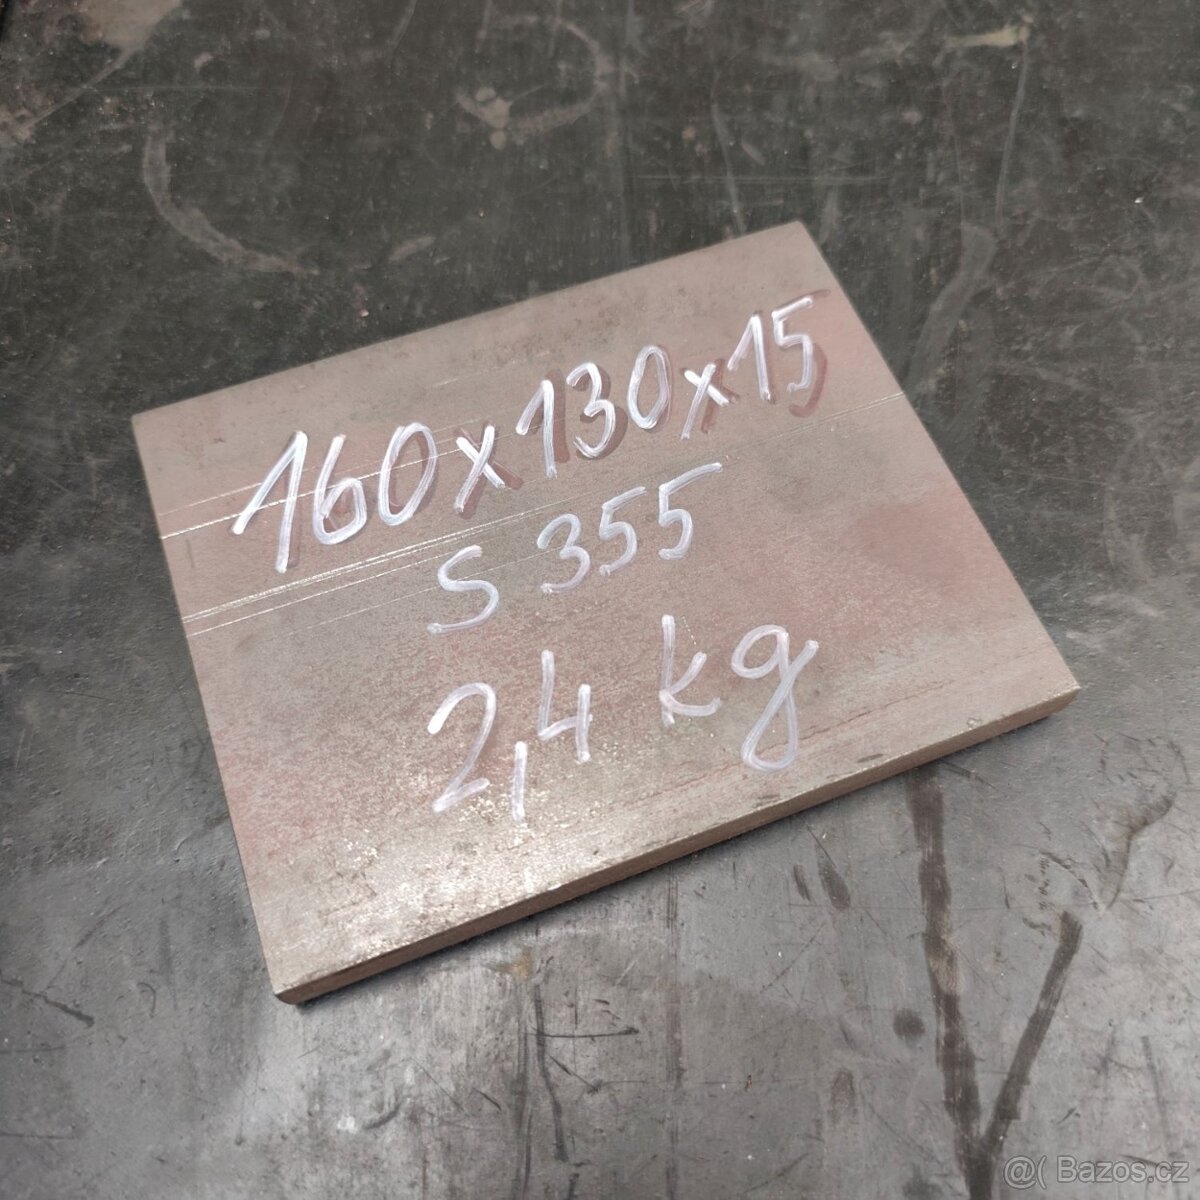 160x130x15
S 355
2,4 kg
@( Bazos.cz